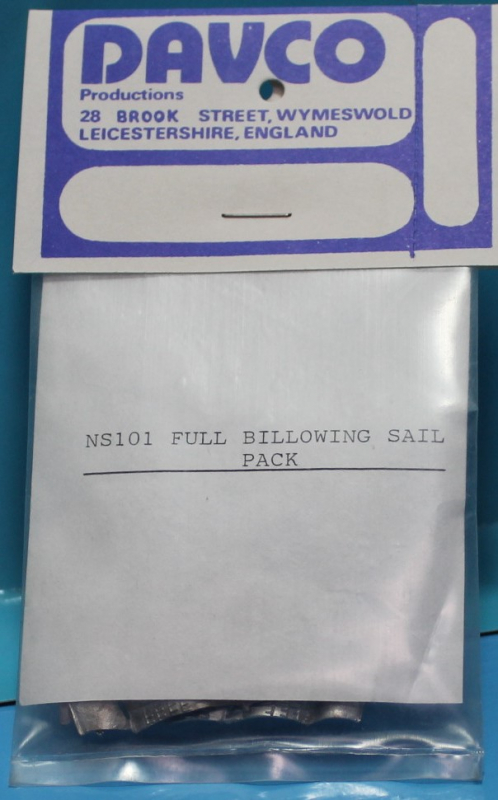 DAVCO
Productions
28 BROOK STREET, WYMESWOLD
LEICESTERSHIRE, ENGLAND
NS101 FULL BILLOWING SAIL
PACK